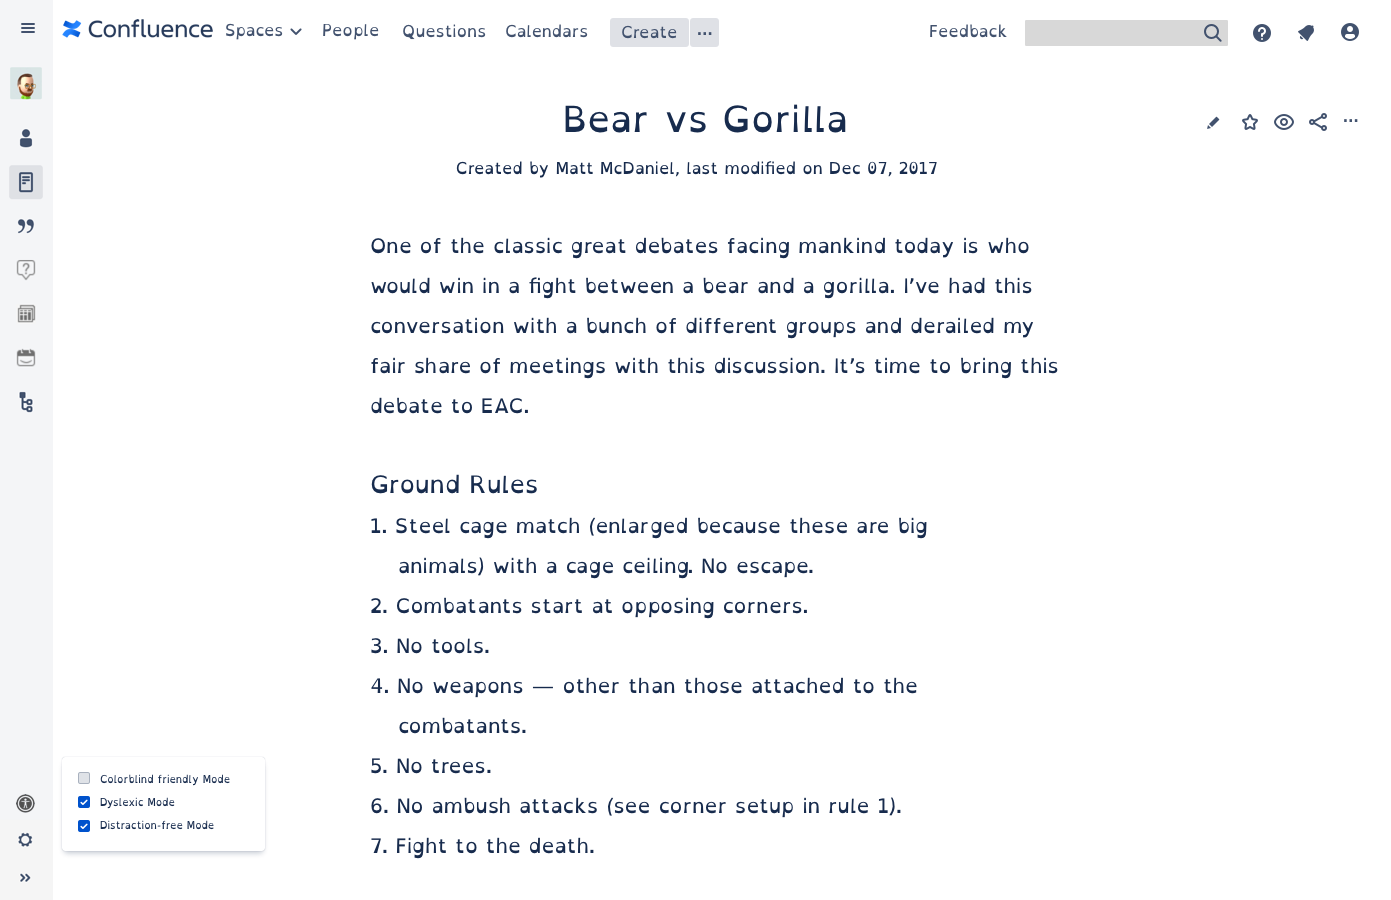 Confluence Spaces People Questions Calendars Create ... Feedback
Bear vs Gorilla
Created by Matt McDaniel, last modified on Dec 07, 2017
One of the classic great debates facing mankind today is who
would win in a fight between a bear and a gorilla. I've had this
conversation with a bunch of different groups and derailed my
fair share of meetings with this discussion. It's time to bring this
debate to EAC.
Ground Rules
1. Steel cage match (enlarged because these are big
animals) with a cage ceiling. No escape.
2. Combatants start at opposing corners.
3. No tools.
4. No weapons — other than those attached to the
combatants.
5. No trees.
6. No ambush attacks (see corner setup in rule 1).
7. Fight to the death.
Colorblind friendly Mode
Dyslexic Mode
Distraction-free Mode